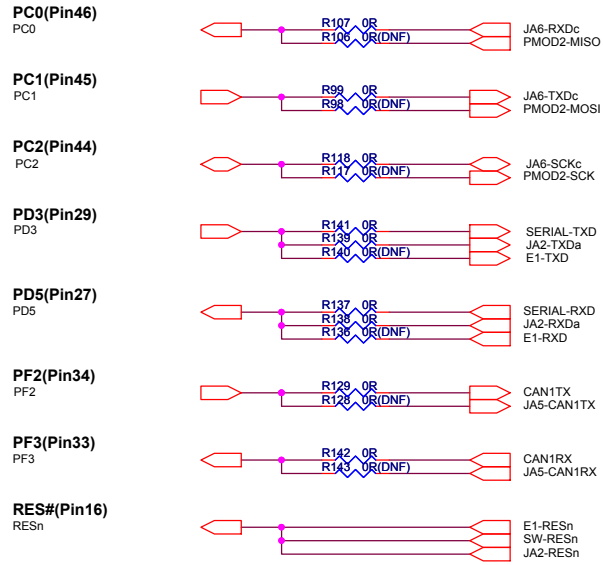 PC0(Pin46)
PC0
R107 0R
JA6-RXDc
R106 0R(DNF)
PMOD2-MISO
PC1(Pin45)
PC1
R99 0R
JA6-TXDc
R98 0R(DNF)
PMOD2-MOSI
PC2(Pin44)
PC2
R118 0R
JA6-SCKc
R117 0R(DNF)
PMOD2-SCK
PD3(Pin29)
PD3
R141 0R
SERIAL-TXD
R139 0R
JA2-TXDa
R140 0R(DNF)
E1-TXD
PD5(Pin27)
PD5
R137 0R
SERIAL-RXD
R138 0R
JA2-RXDa
R136 0R(DNF)
E1-RXD
PF2(Pin34)
PF2
R129 0R
CAN1TX
R128 0R(DNF)
JA5-CAN1TX
PF3(Pin33)
PF3
R142 0R
CAN1RX
R143 0R(DNF)
JA5-CAN1RX
RES#(Pin16)
RESn
E1-RESn
SW-RESn
JA2-RESn